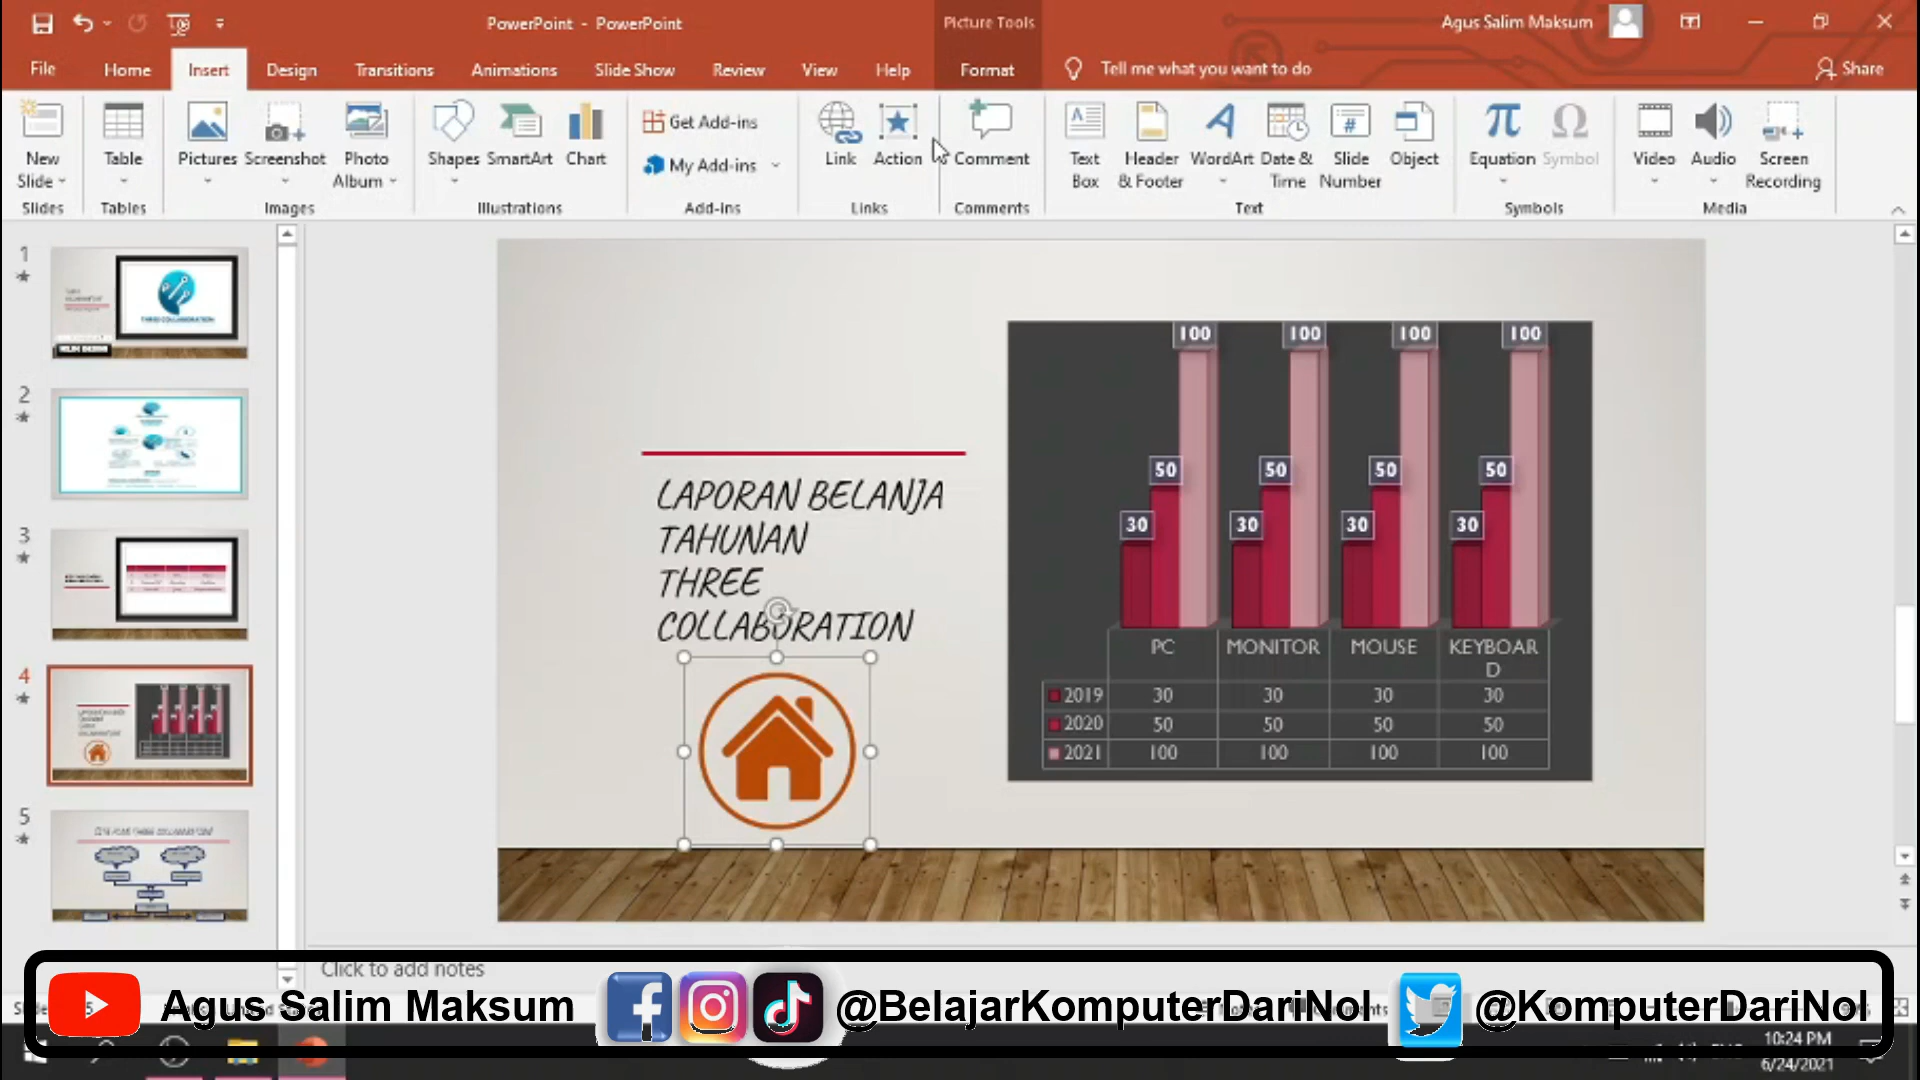 PowerPoint - PowerPoint
Picture Tools
Agus Salim Maksum
File Home Insert Design Transitions Animations Slide Show Review View Help Format Tell me what you want to do Share
New Slide
Table
Pictures
Screenshot
Photo Album
Shapes
SmartArt
Chart
Get Add-ins
My Add-ins
Link
Action
Comment
Text Box
Header & Footer
WordArt
Date & Time
Slide Number
Object
Equation
Symbol
Video
Audio
Screen Recording
Slides Tables Images Illustrations Add-ins Links Comments Text Symbols Media
1
2
3
4
5
LAPORAN BELANJA
TAHUNAN
THREE
COLLABORATION
100 100 100 100
50 50 50 50
30 30 30 30
PC MONITOR MOUSE KEYBOAR
D
2019 30 30 30 30
2020 50 50 50 50
2021 100 100 100 100
Click to add notes
Agus Salim Maksum
@BelajarKomputerDariNol
@KomputerDariNol
10:24 PM
6/24/2021